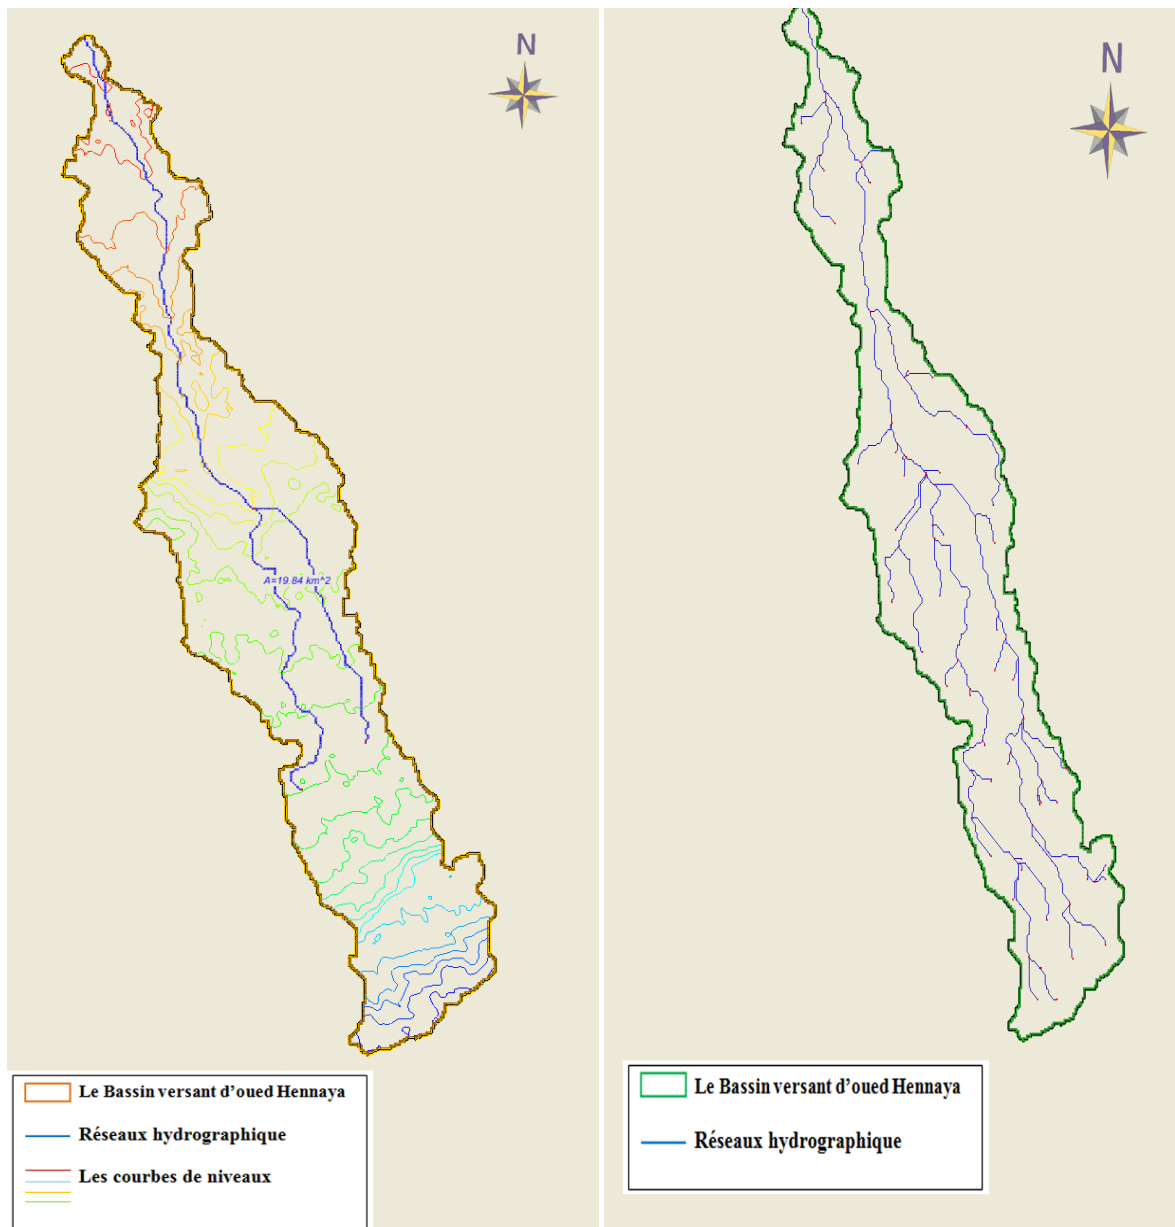 N
A=19.84 km^2
Le Bassin versant d'oued Hennaya
Réseaux hydrographique
Les courbes de niveaux
N
Le Bassin versant d'oued Hennaya
Réseaux hydrographique